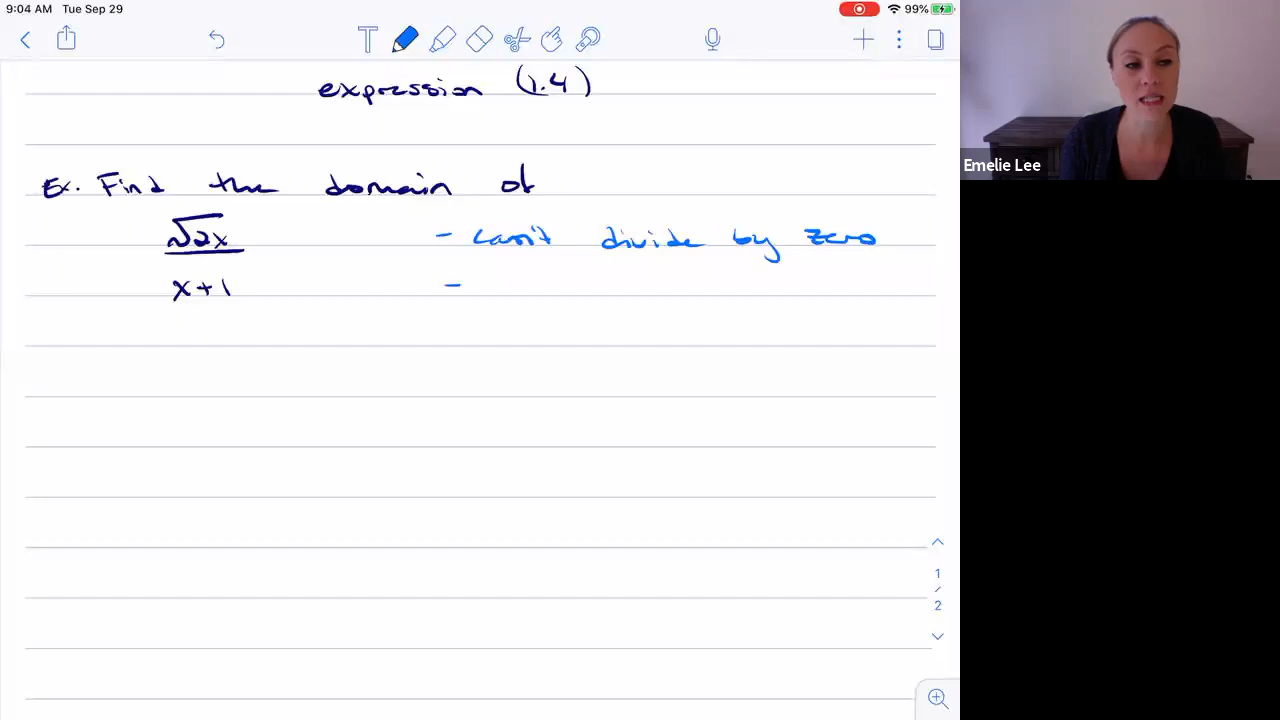 9:04 AM Tue Sep 29
99%
expression (1.4)
Ex. Find the domain of
√2x - can't divide by zero
x+1 -
1
/
2
Emelie Lee